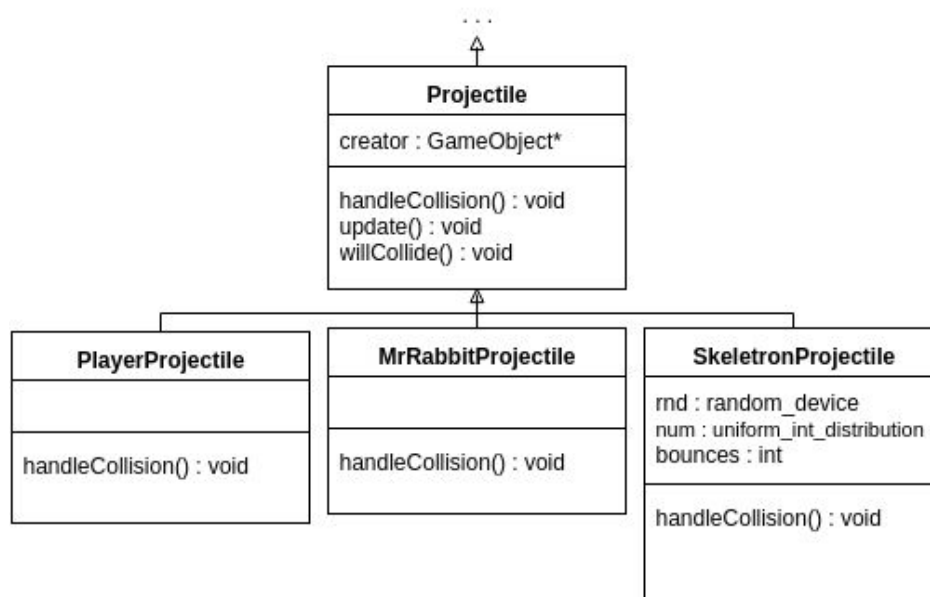 . . .
Projectile
creator : GameObject*
handleCollision() : void
update() : void
willCollide() : void
PlayerProjectile
handleCollision() : void
MrRabbitProjectile
handleCollision() : void
SkeletronProjectile
rnd : random_device
num : uniform_int_distribution
bounces : int
handleCollision() : void